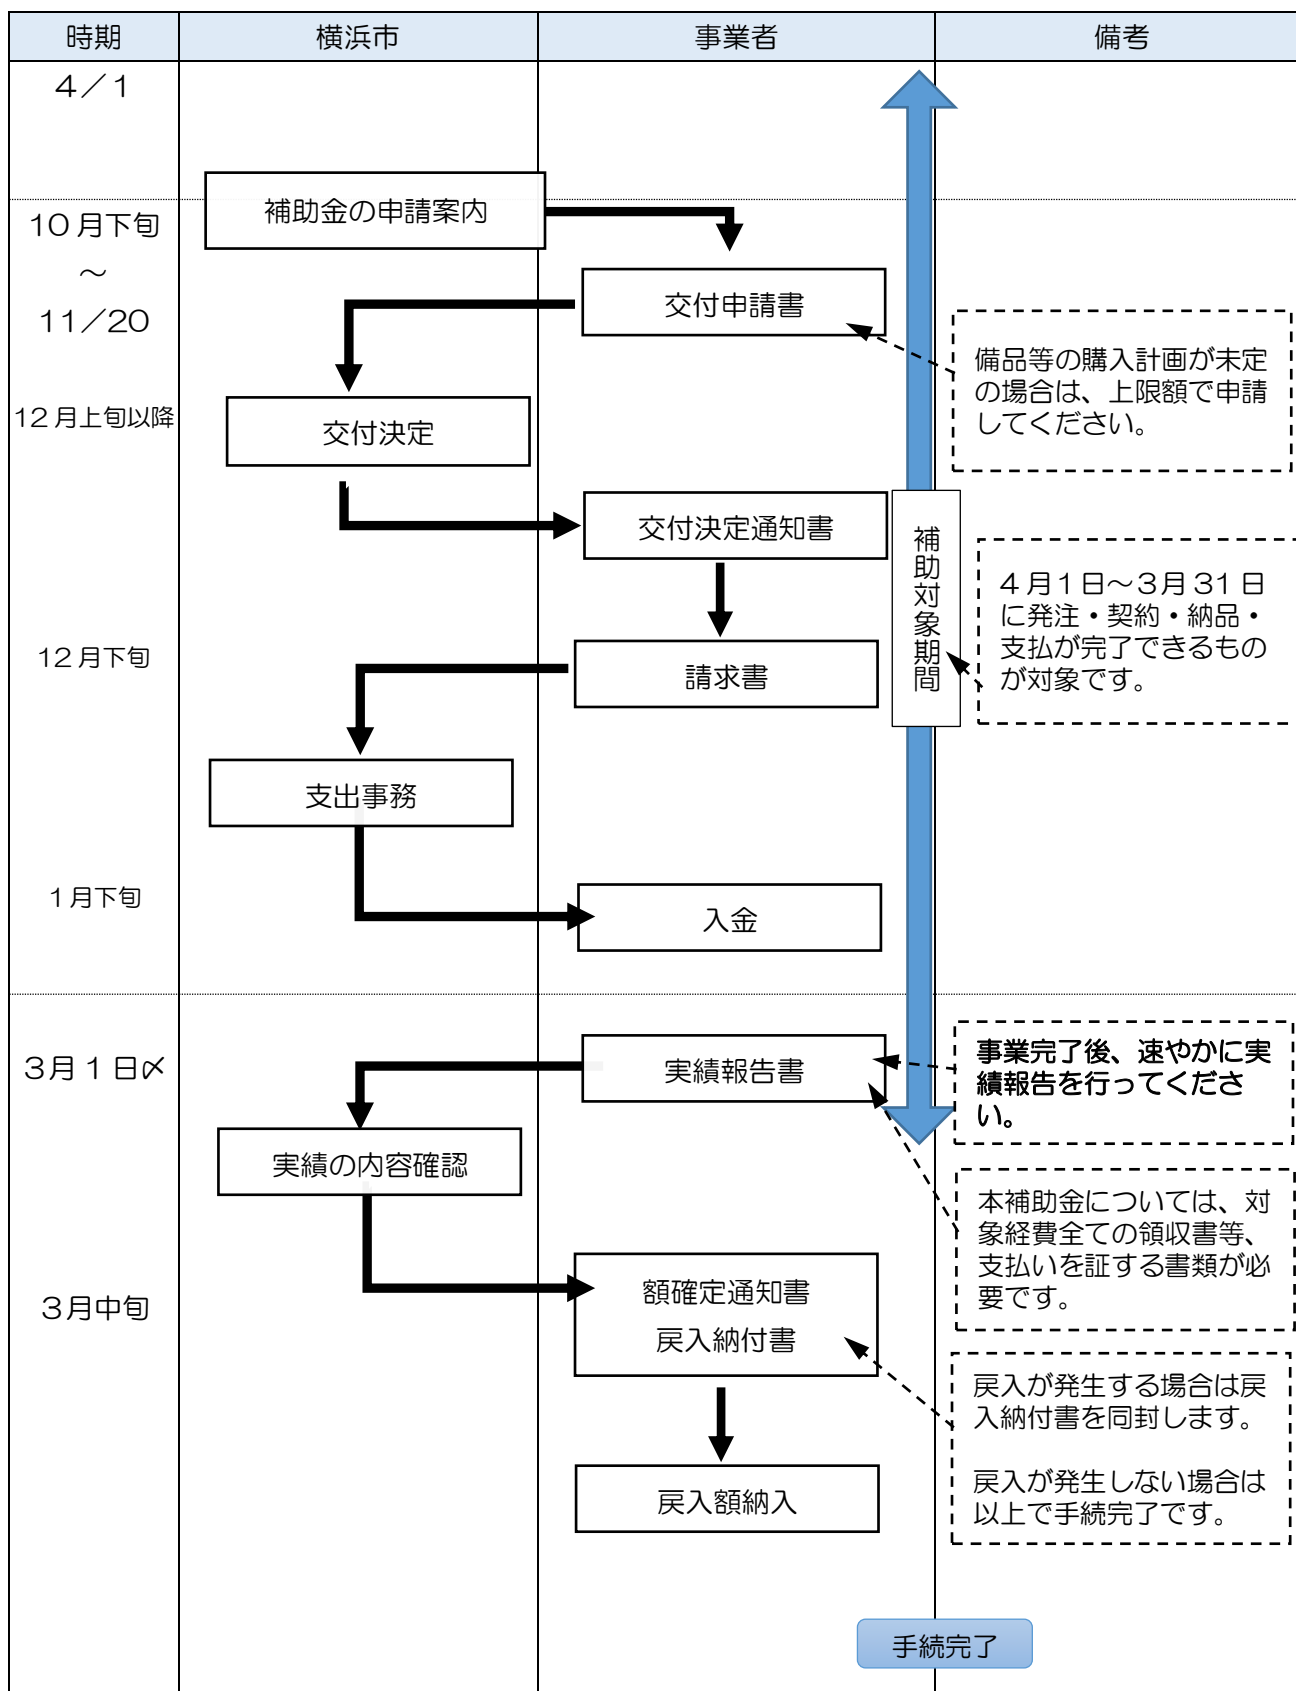 時期
横浜市
事業者
備考
4／1
補助金の申請案内
10月下旬
～
11／20
交付申請書
備品等の購入計画が未定
の場合は、上限額で申請
してください。
12月上旬以降
交付決定
交付決定通知書
補助対象期間
4月1日～3月31日
に発注・契約・納品・
支払が完了できるもの
が対象です。
12月下旬
請求書
支出事務
1月下旬
入金
3月1日〆
実績報告書
事業完了後、速やかに実
績報告を行ってくださ
い。
実績の内容確認
本補助金については、対
象経費全ての領収書等、
支払いを証する書類が必
要です。
3月中旬
額確定通知書
戻入納付書
戻入が発生する場合は戻
入納付書を同封します。
戻入が発生しない場合は
以上で手続完了です。
戻入額納入
手続完了